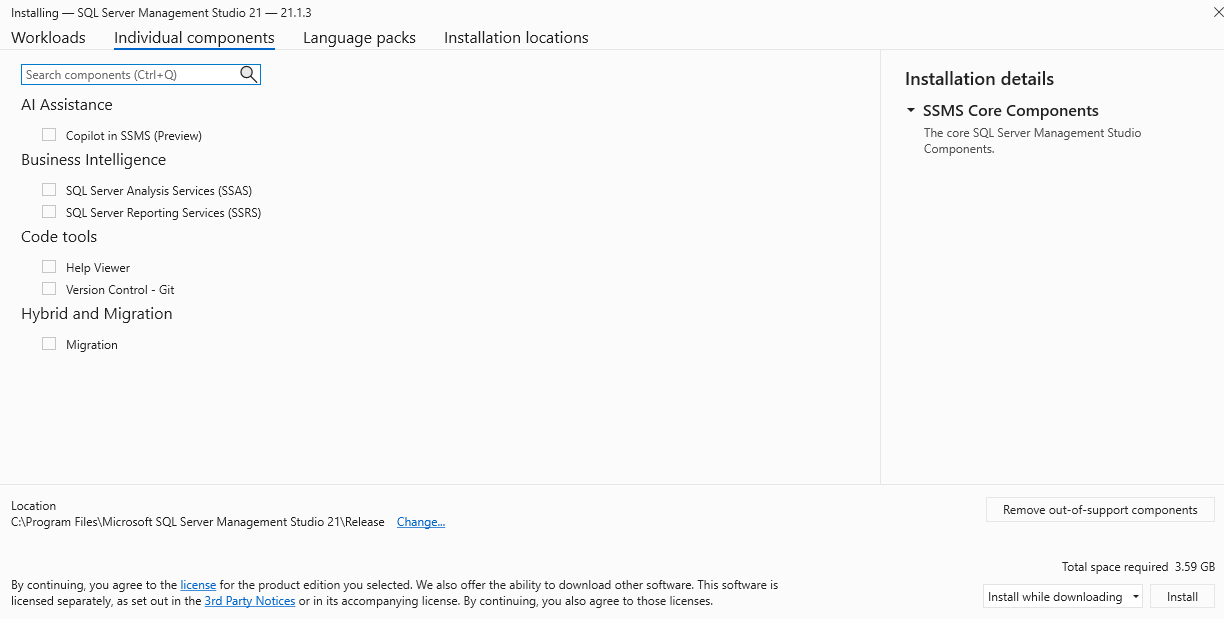 Installing — SQL Server Management Studio 21 — 21.1.3
Workloads Individual components Language packs Installation locations
Search components (Ctrl+Q)
AI Assistance
Copilot in SSMS (Preview)
Business Intelligence
SQL Server Analysis Services (SSAS)
SQL Server Reporting Services (SSRS)
Code tools
Help Viewer
Version Control - Git
Hybrid and Migration
Migration
Installation details
SSMS Core Components
The core SQL Server Management Studio
Components.
Location
C:\Program Files\Microsoft SQL Server Management Studio 21\Release Change...
Remove out-of-support components
Total space required 3.59 GB
By continuing, you agree to the license for the product edition you selected. We also offer the ability to download other software. This software is
licensed separately, as set out in the 3rd Party Notices or in its accompanying license. By continuing, you also agree to those licenses.
Install while downloading Install